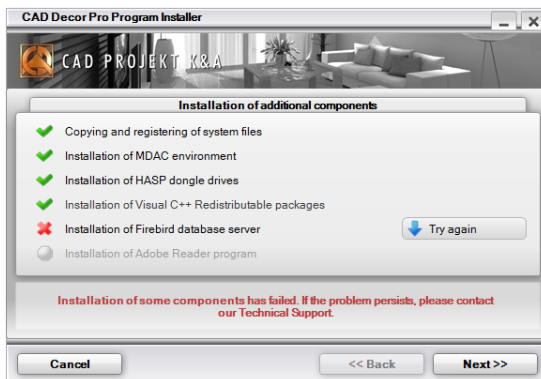 CAD Decor Pro Program Installer
CAD PROJEKT K&A
Installation of additional components
Copying and registering of system files
Installation of MDAC environment
Installation of HASP dongle drives
Installation of Visual C++ Redistributable packages
Installation of Firebird database server
Try again
Installation of Adobe Reader program
Installation of some components has failed. If the problem persists, please contact
our Technical Support.
Cancel
<< Back
Next >>